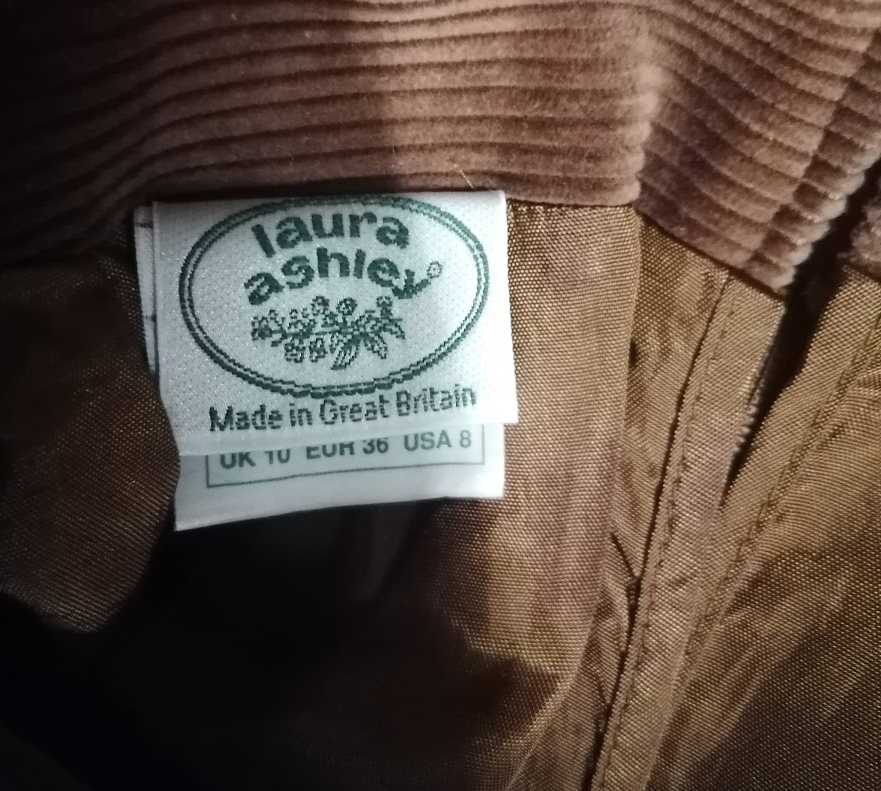 laura
ashley
Made in Great Britain
UK 10 EUR 36 USA 8